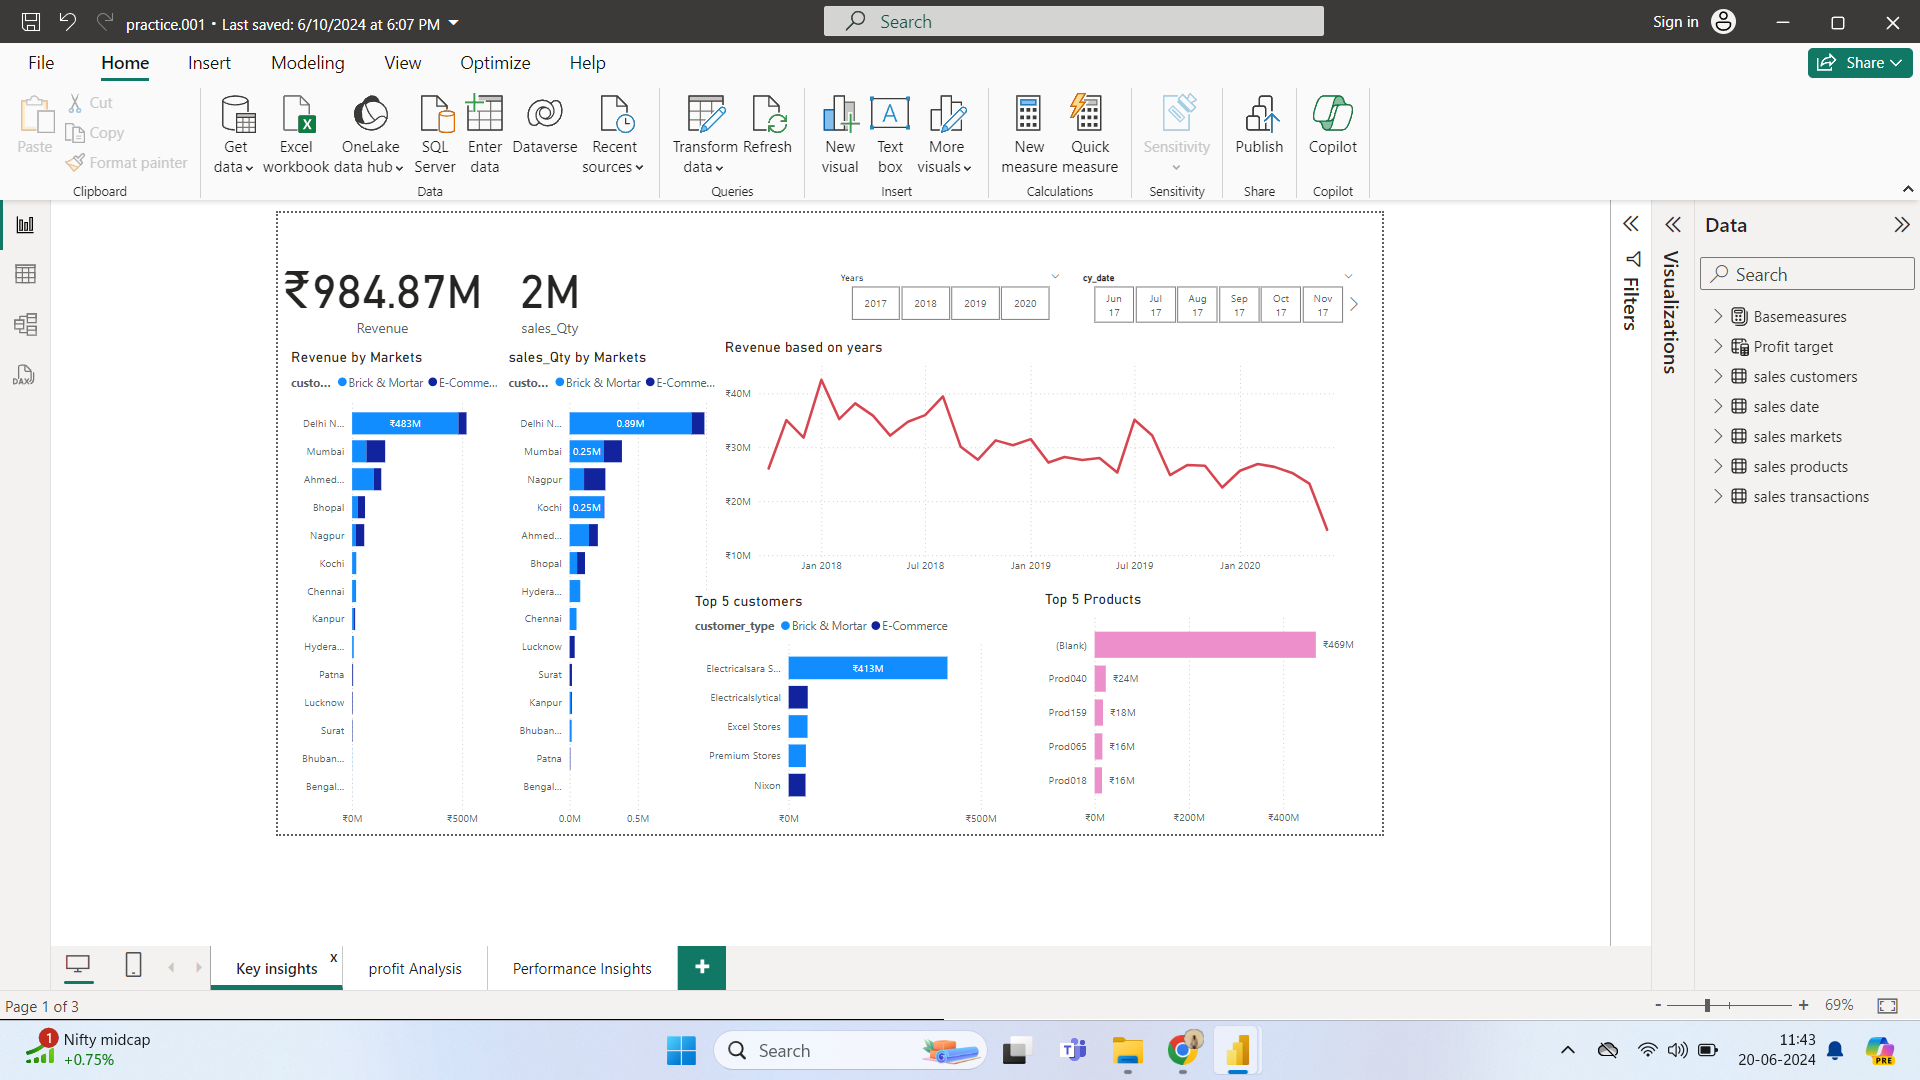 practice.001 • Last saved: 6/10/2024 at 6:07 PM
Search
Sign in
File Home Insert Modeling View Optimize Help
Share
Paste
Cut
Copy
Format painter
Clipboard
Get data
Excel workbook
OneLake data hub
SQL Server
Enter data
Dataverse
Recent sources
Data
Transform data
Refresh
Queries
New visual
Text box
More visuals
Insert
New measure
Quick measure
Calculations
Sensitivity
Sensitivity
Publish
Share
Copilot
Copilot
₹984.87M
Revenue
2M
sales_Qty
Years
2017 2018 2019 2020
cy_date
Jun 17
Jul 17
Aug 17
Sep 17
Oct 17
Nov 17
Revenue by Markets
custo... Brick & Mortar E-Comme...
Delhi N... ₹483M
Mumbai
Ahmed...
Bhopal
Nagpur
Kochi
Chennai
Kanpur
Hydera...
Patna
Lucknow
Surat
Bhuban...
Bengal...
₹0M ₹500M
sales_Qty by Markets
custo... Brick & Mortar E-Comme...
Delhi N... 0.89M
Mumbai 0.25M
Nagpur
Kochi 0.25M
Ahmed...
Bhopal
Hydera...
Chennai
Lucknow
Surat
Kanpur
Bhuban...
Patna
Bengal...
0.0M 0.5M
Revenue based on years
₹40M
₹30M
₹20M
₹10M
Jan 2018 Jul 2018 Jan 2019 Jul 2019 Jan 2020
Top 5 customers
customer_type Brick & Mortar E-Commerce
Electricalsara S... ₹413M
Electricalslytical
Excel Stores
Premium Stores
Nixon
₹0M ₹500M
Top 5 Products
(Blank) ₹469M
Prod040 ₹24M
Prod159 ₹18M
Prod065 ₹16M
Prod018 ₹16M
₹0M ₹200M ₹400M
Filters
Visualizations
Data
Search
Basemeasures
Profit target
sales customers
sales date
sales markets
sales products
sales transactions
DAX
Key insights x
profit Analysis
Performance Insights
+
Page 1 of 3
- + 69%
1
Nifty midcap
+0.75%
Search
11:43
20-06-2024
PRE